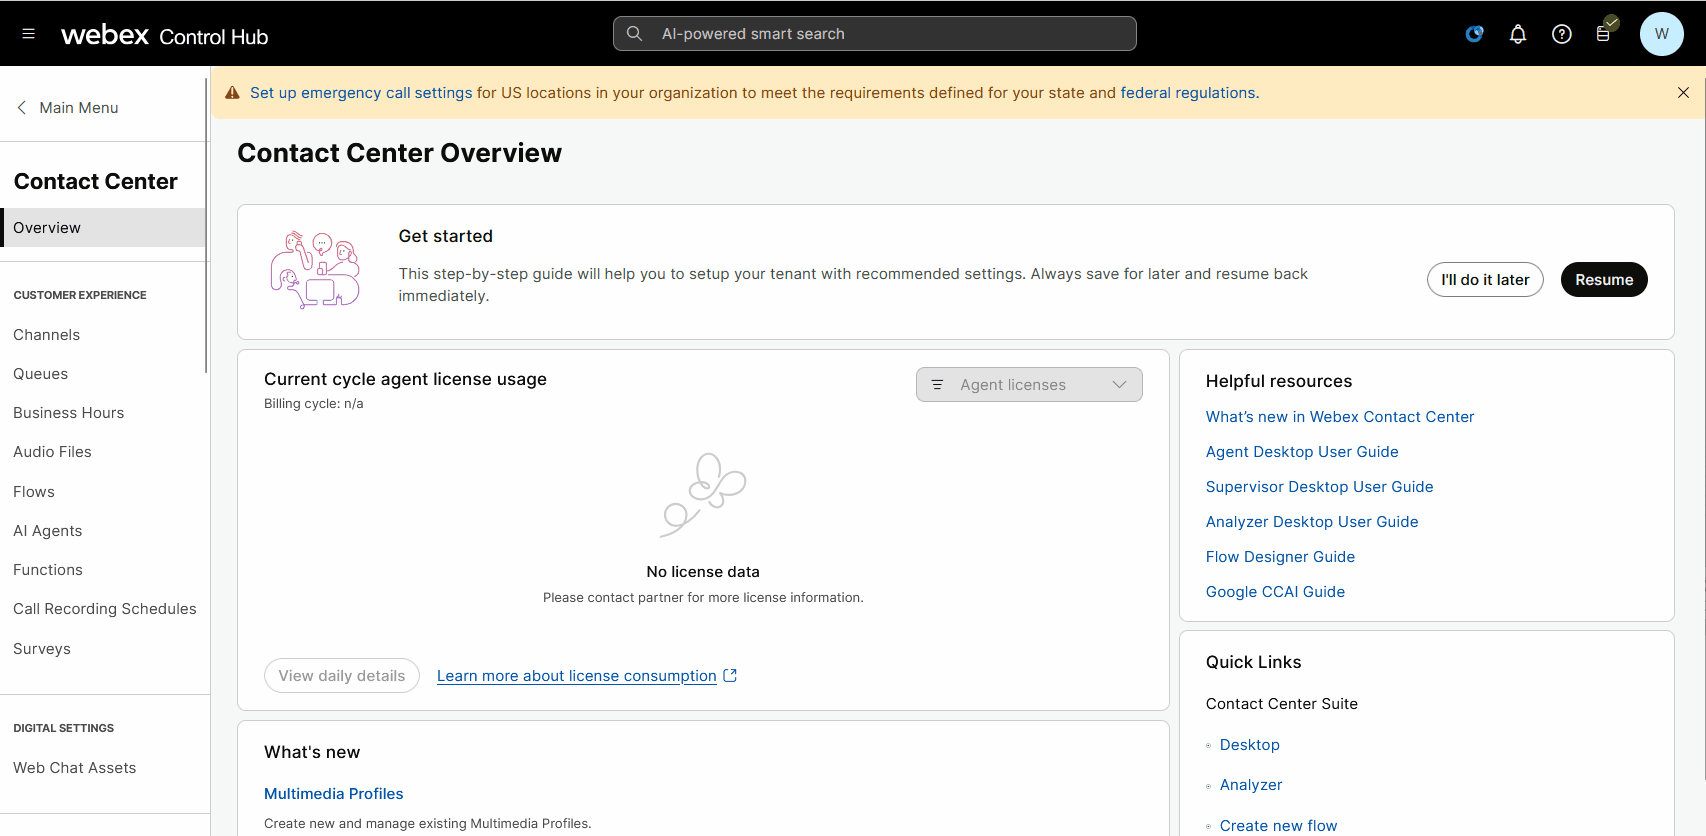 webex Control Hub
AI-powered smart search
W
Main Menu
Set up emergency call settings for US locations in your organization to meet the requirements defined for your state and federal regulations.
Contact Center
Overview
CUSTOMER EXPERIENCE
Channels
Queues
Business Hours
Audio Files
Flows
AI Agents
Functions
Call Recording Schedules
Surveys
DIGITAL SETTINGS
Web Chat Assets
Contact Center Overview
Get started
This step-by-step guide will help you to setup your tenant with recommended settings. Always save for later and resume back
immediately.
I'll do it later
Resume
Current cycle agent license usage
Billing cycle: n/a
Agent licenses
No license data
Please contact partner for more license information.
View daily details
Learn more about license consumption
What's new
Multimedia Profiles
Create new and manage existing Multimedia Profiles.
Helpful resources
What’s new in Webex Contact Center
Agent Desktop User Guide
Supervisor Desktop User Guide
Analyzer Desktop User Guide
Flow Designer Guide
Google CCAI Guide
Quick Links
Contact Center Suite
Desktop
Analyzer
Create new flow